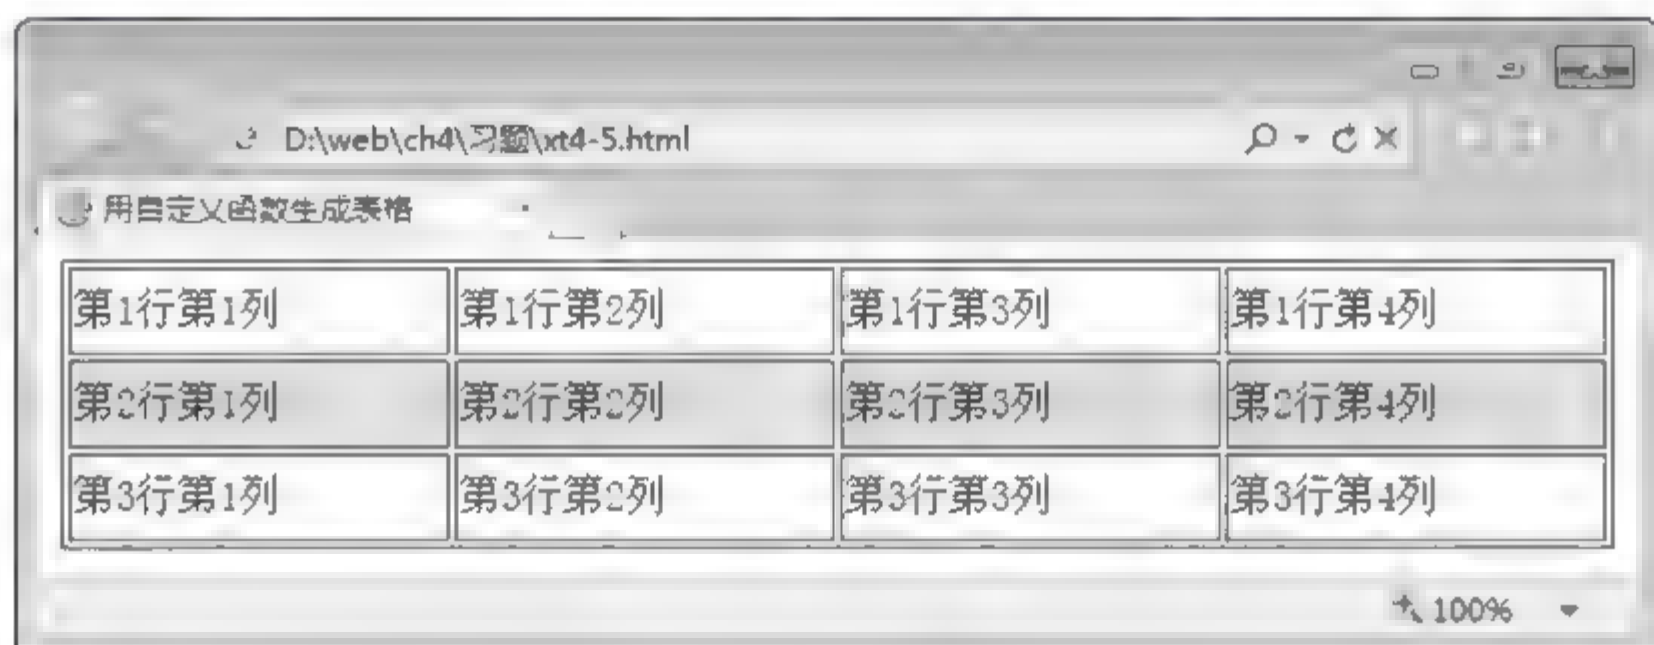 D:\web\ch4\习题\xt4-5.html
用自定义函数生成表格
第1行第1列 第1行第2列 第1行第3列 第1行第4列
第2行第1列 第2行第2列 第2行第3列 第2行第4列
第3行第1列 第3行第2列 第3行第3列 第3行第4列
100%